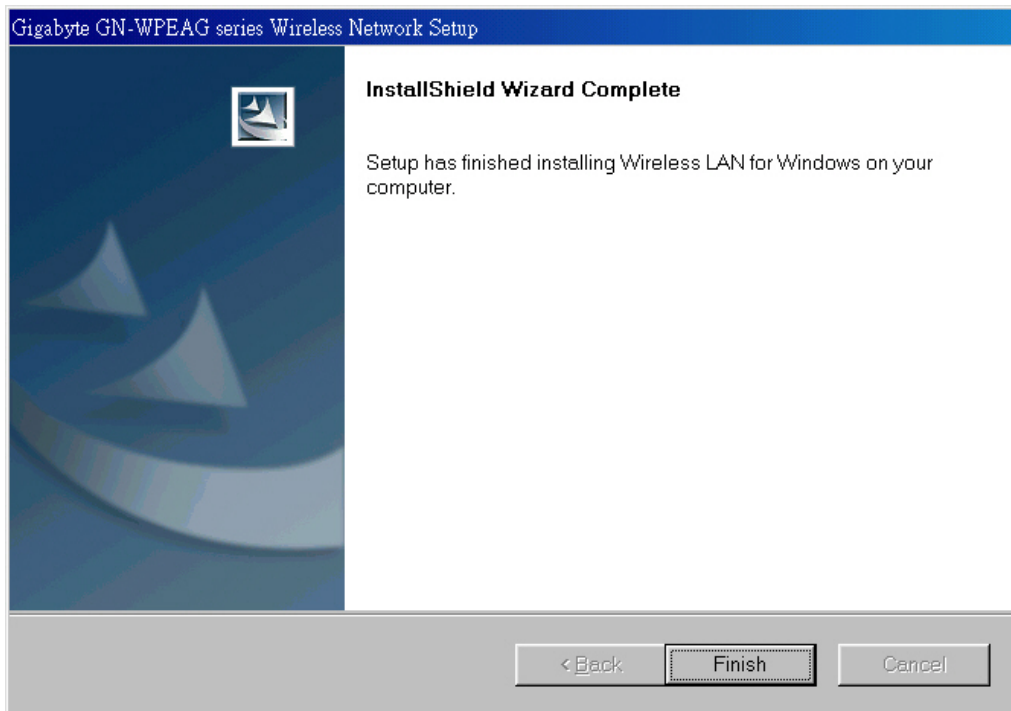 Gigabyte GN-WPEAG series Wireless Network Setup
InstallShield Wizard Complete
Setup has finished installing Wireless LAN for Windows on your
computer.
< Back
Finish
Cancel